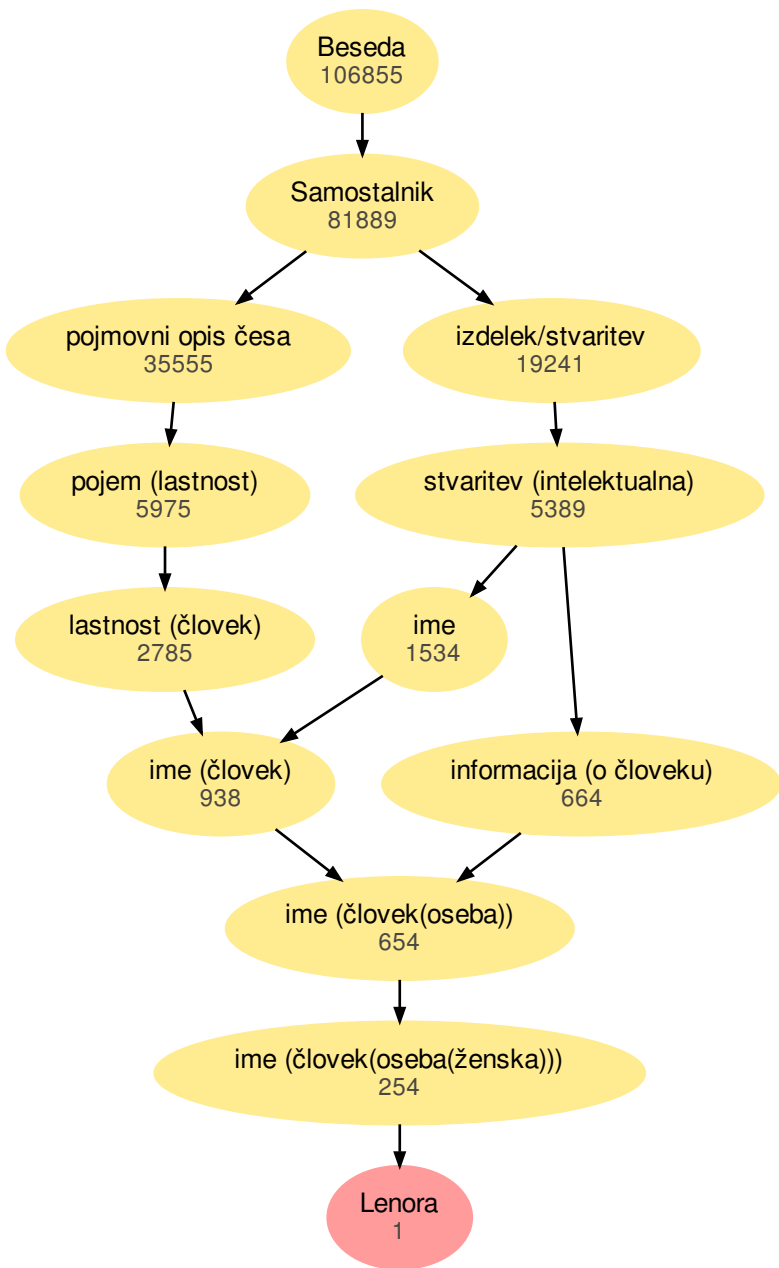 Beseda
106855
Samostalnik
81889
pojmovni opis česa
35555
izdelek/stvaritev
19241
pojem (lastnost)
5975
stvaritev (intelektualna)
5389
lastnost (človek)
2785
ime
1534
ime (človek)
938
informacija (o človeku)
664
ime (človek(oseba))
654
ime (človek(oseba(ženska)))
254
Lenora
1